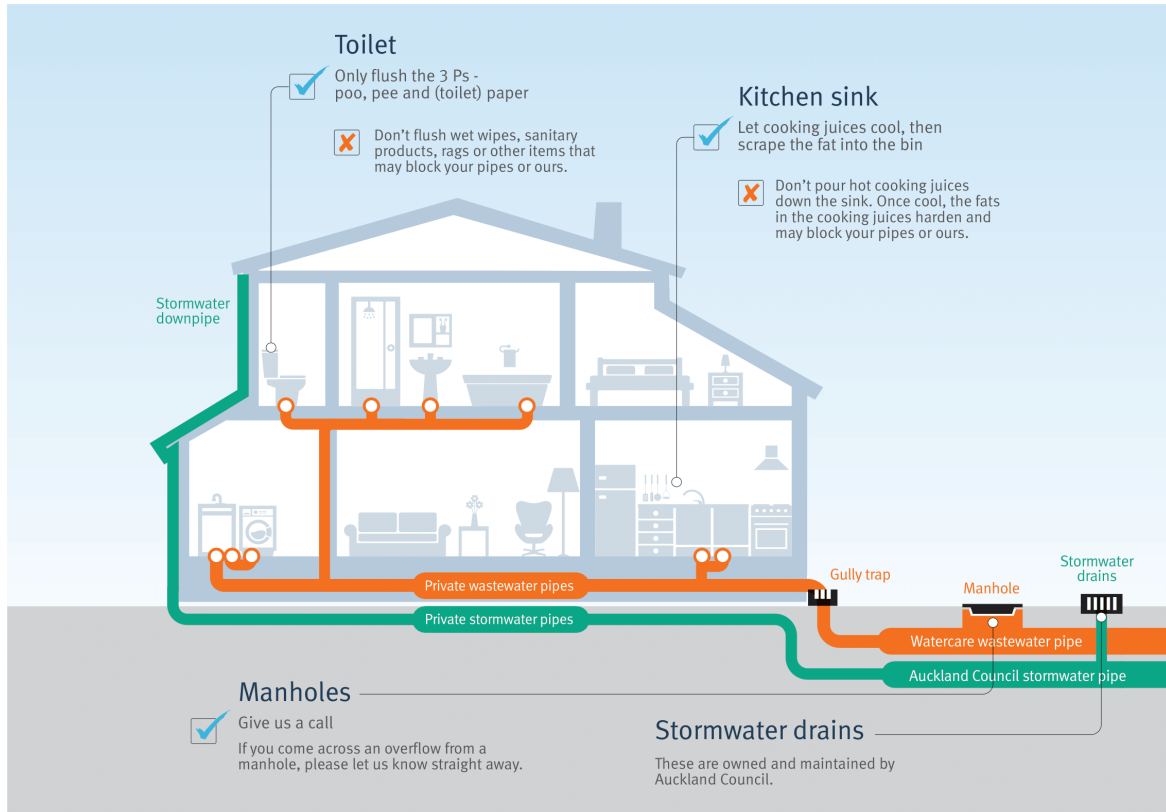 Toilet
Only flush the 3 Ps -
poo, pee and (toilet) paper
Don’t flush wet wipes, sanitary
products, rags or other items that
may block your pipes or ours.
Kitchen sink
Let cooking juices cool, then
scrape the fat into the bin
Don’t pour hot cooking juices
down the sink. Once cool, the fats
in the cooking juices harden and
may block your pipes or ours.
Stormwater
downpipe
Private wastewater pipes
Private stormwater pipes
Gully trap
Manhole
Stormwater
drains
Watercare wastewater pipe
Auckland Council stormwater pipe
Manholes
Give us a call
If you come across an overflow from a
manhole, please let us know straight away.
Stormwater drains
These are owned and maintained by
Auckland Council.